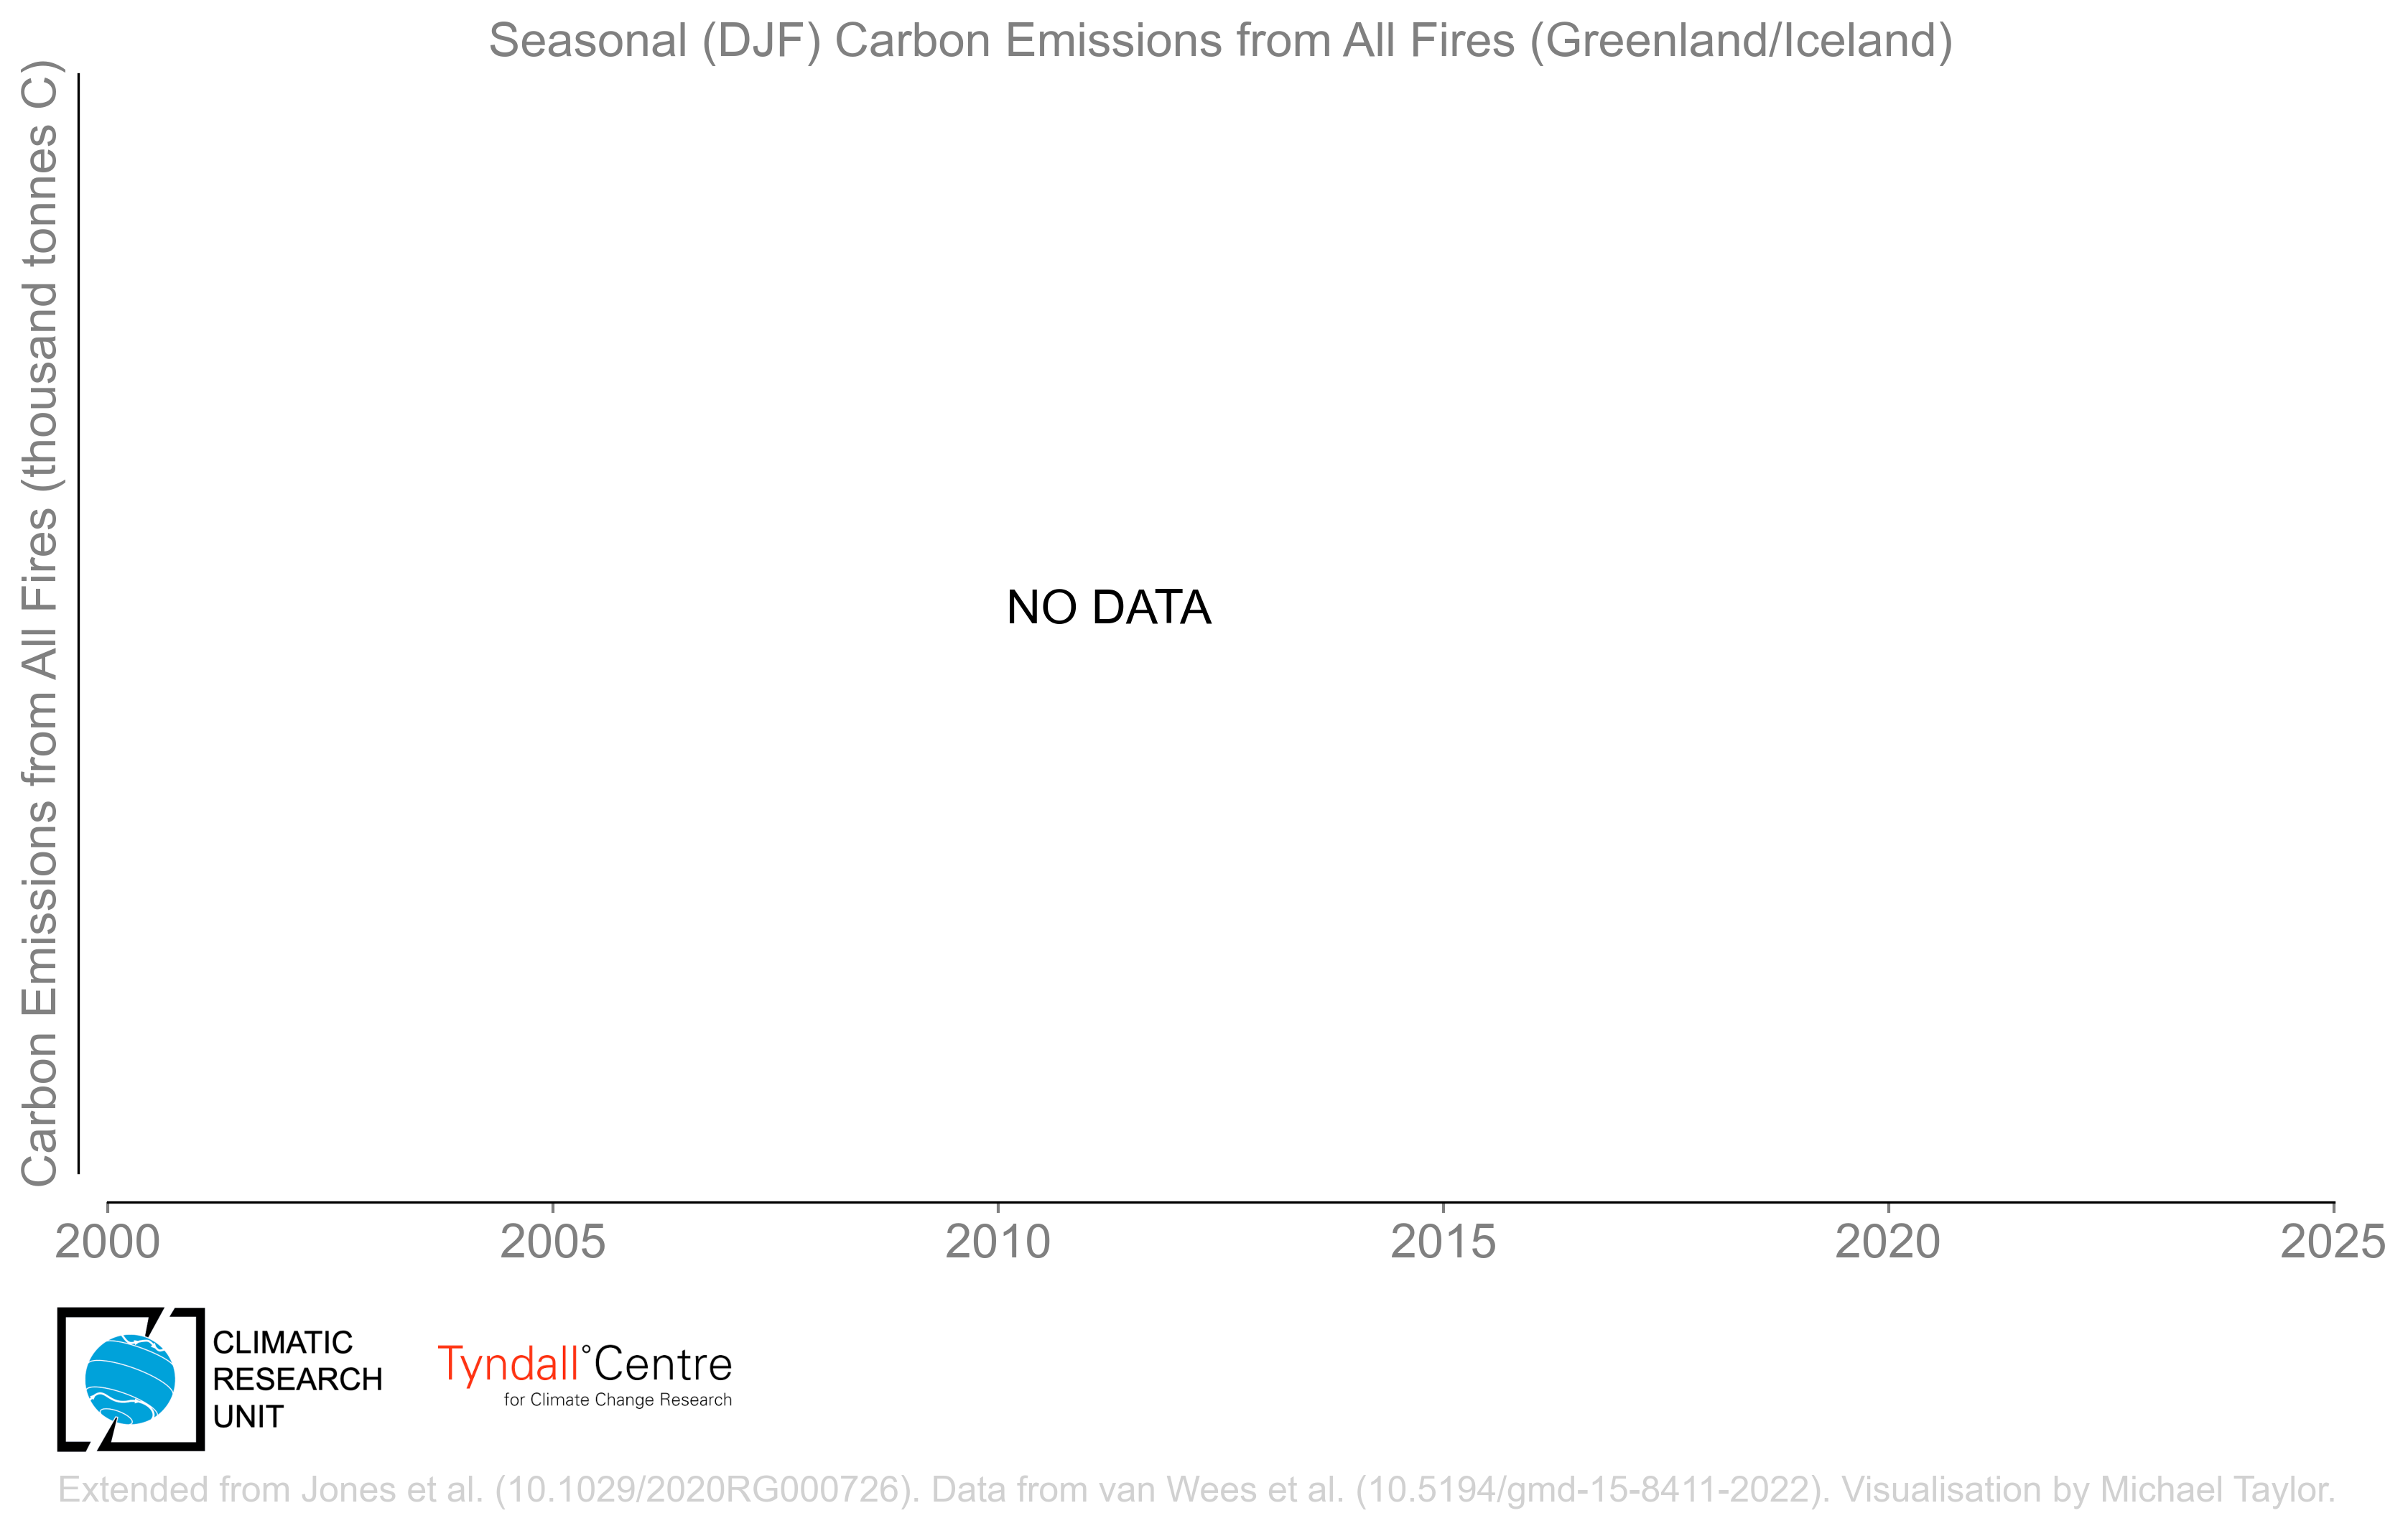 Seasonal (DJF) Carbon Emissions from All Fires (Greenland/Iceland)
Carbon Emissions from All Fires (thousand tonnes C)
NO DATA
2000 2005 2010 2015 2020 2025
CLIMATIC
RESEARCH
UNIT
Tyndall°Centre
for Climate Change Research
Extended from Jones et al. (10.1029/2020RG000726). Data from van Wees et al. (10.5194/gmd-15-8411-2022). Visualisation by Michael Taylor.